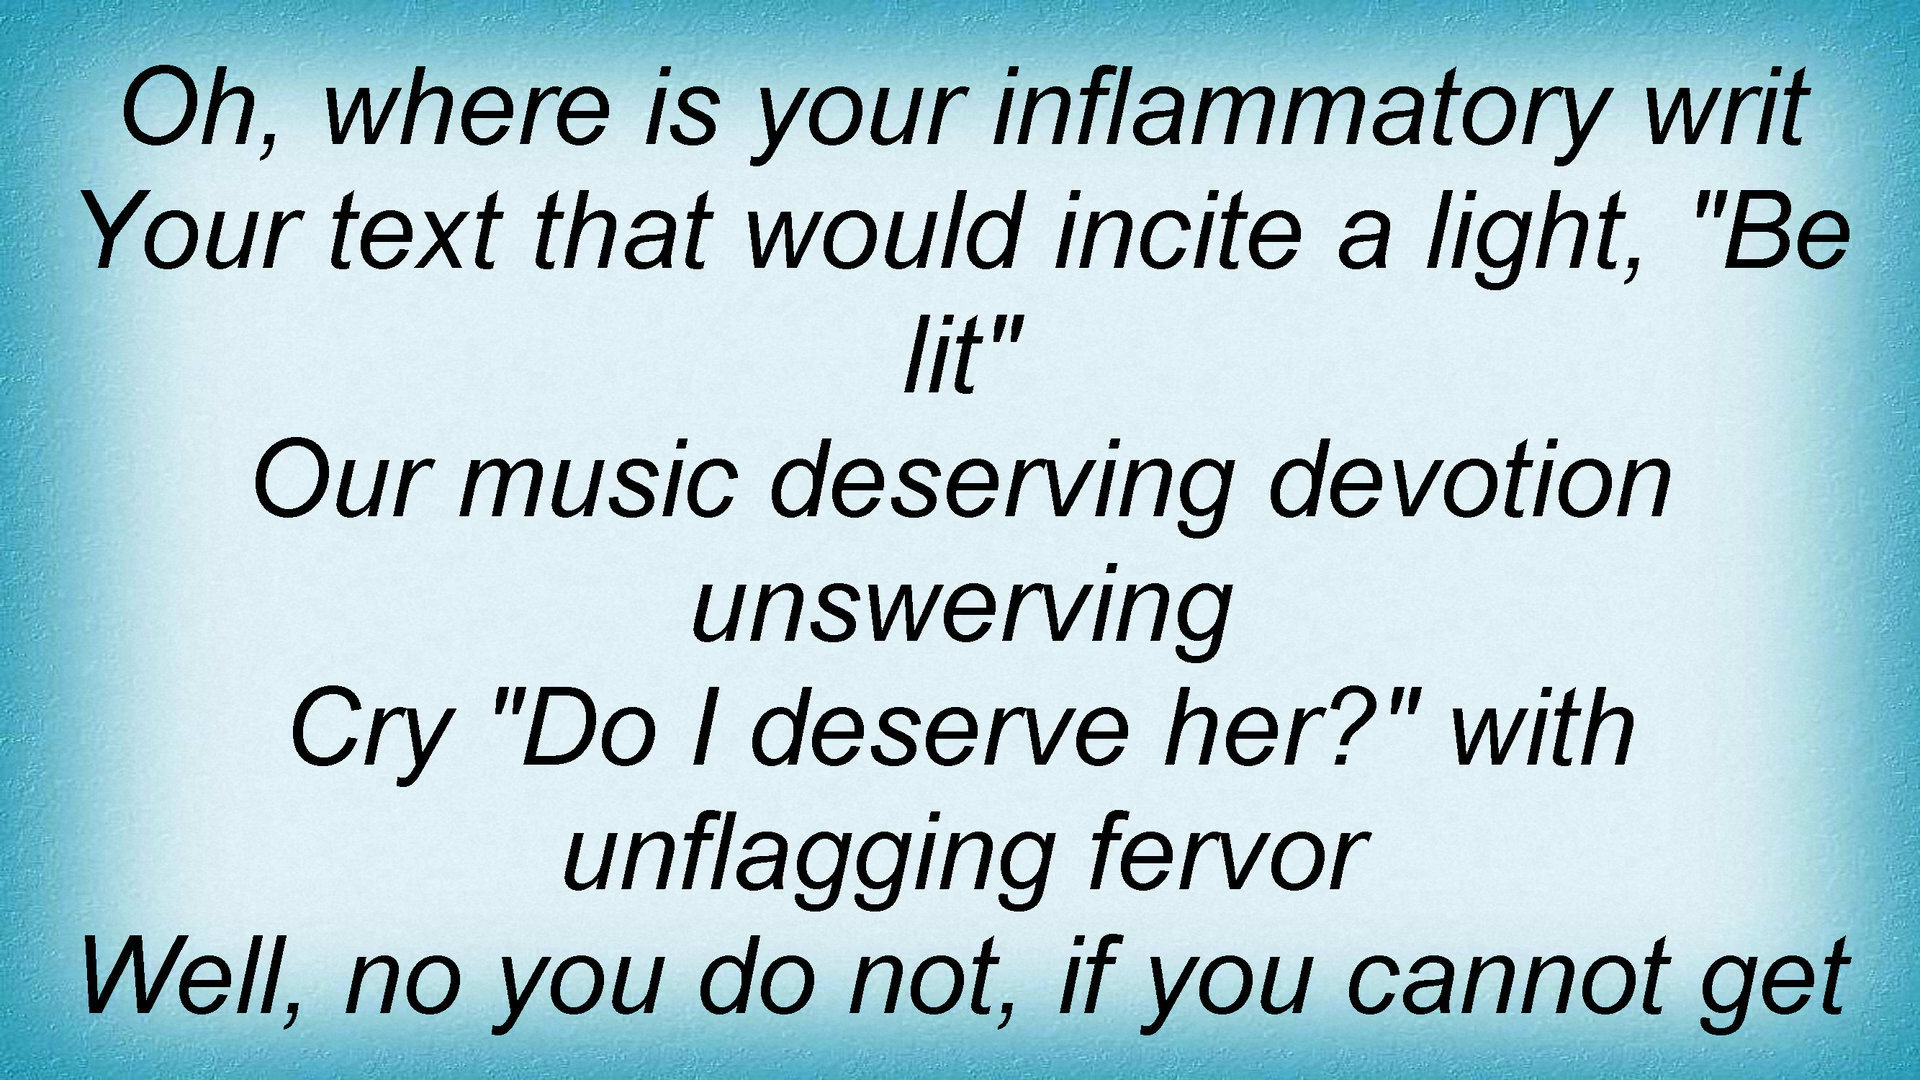 Oh, where is your inflammatory writ
Your text that would incite a light, "Be
lit"
Our music deserving devotion
unswerving
Cry "Do I deserve her?" with
unflagging fervor
Well, no you do not, if you cannot get